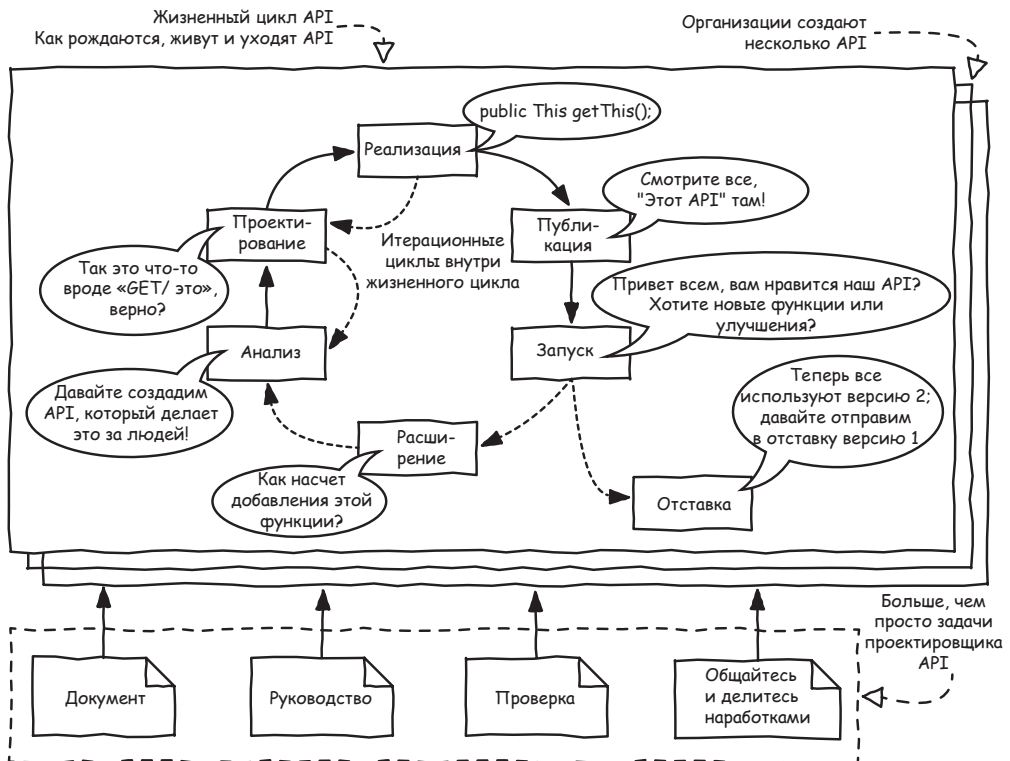 Жизненный цикл API
Как рождаются, живут и уходят API
Организации создают
несколько API
public This getThis();
Реализация
Смотрите все,
"Этот API" там!
Публи-
кация
Проекти-
рование
Итерационные
циклы внутри
жизненного цикла
Так это что-то
вроде «GET/ это»,
верно?
Привет всем, вам нравится наш API?
Хотите новые функции или
улучшения?
Анализ
Запуск
Давайте создадим
API, который делает
это за людей!
Теперь все
используют версию 2;
давайте отправим
в отставку версию 1
Расши-
рение
Как насчет
добавления этой
функции?
Отставка
Больше, чем
просто задачи
проектировщика
API
Документ
Руководство
Проверка
Общайтесь
и делитесь
наработками